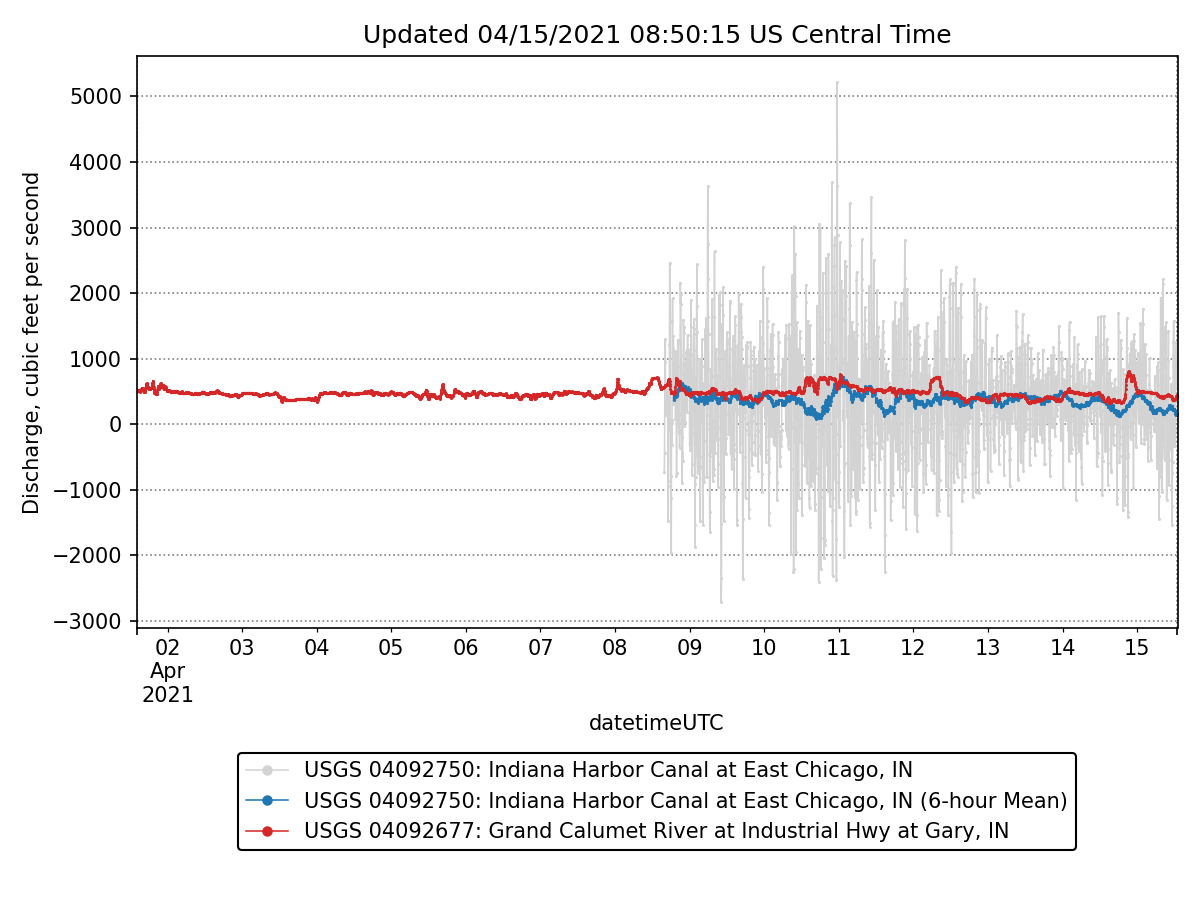 Updated 04/15/2021 08:50:15 US Central Time
Discharge, cubic feet per second
5000
4000
3000
2000
1000
0
−1000
−2000
−3000
02 03 04 05 06 07 08 09 10 11 12 13 14 15
Apr
2021
datetimeUTC
USGS 04092750: Indiana Harbor Canal at East Chicago, IN
USGS 04092750: Indiana Harbor Canal at East Chicago, IN (6-hour Mean)
USGS 04092677: Grand Calumet River at Industrial Hwy at Gary, IN